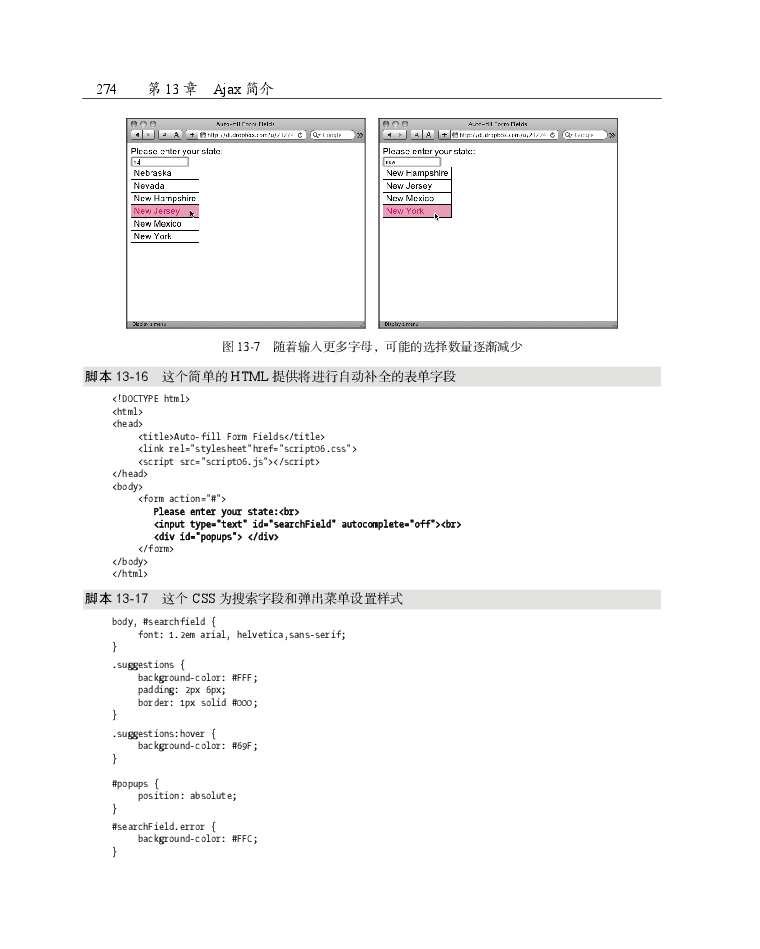 274 第 13 章 Ajax 简介
Auto-fill Form Fields
http://dl.dropbox.com/u/21274
Google
Please enter your state:
Nebraska
Nevada
New Hampshire
New Jersey
New Mexico
New York
Display a menu
Auto-fill Form Fields
http://dl.dropbox.com/u/21274
Google
Please enter your state:
new
New Hampshire
New Jersey
New Mexico
New York
Display a menu
图 13-7 随着输入更多字母，可能的选择数量逐渐减少
脚本 13-16 这个简单的 HTML 提供将进行自动补全的表单字段
<!DOCTYPE html>
<html>
<head>
<title>Auto-fill Form Fields</title>
<link rel="stylesheet"href="script06.css">
<script src="script06.js"></script>
</head>
<body>
<form action="#">
Please enter your state:<br>
<input type="text" id="searchField" autocomplete="off"><br>
<div id="popups"> </div>
</form>
</body>
</html>
脚本 13-17 这个 CSS 为搜索字段和弹出菜单设置样式
body, #searchfield {
font: 1.2em arial, helvetica,sans-serif;
}
.suggestions {
background-color: #FFF;
padding: 2px 6px;
border: 1px solid #000;
}
.suggestions:hover {
background-color: #69F;
}
#popups {
position: absolute;
}
#searchField.error {
background-color: #FFC;
}